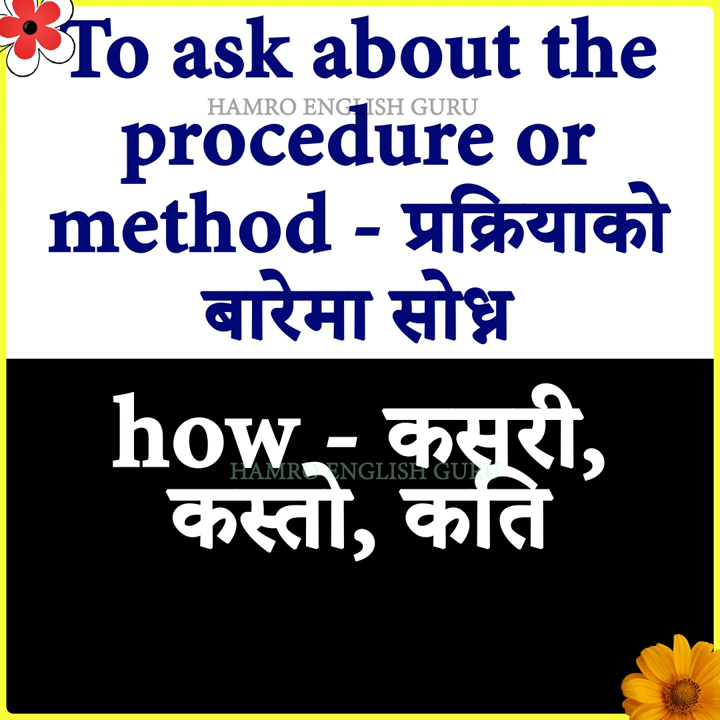 To ask about the
HAMRO ENGLISH GURU
procedure or
method - प्रक्रियाको
बारेमा सोध्न
how - कसरी,
HAMRO ENGLISH GURU
कस्तो, कति